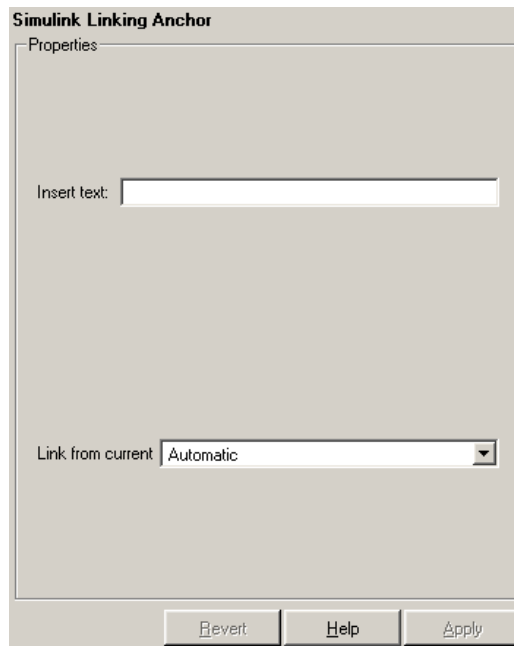 Simulink Linking Anchor
Properties
Insert text:
Link from current Automatic
Revert Help Apply